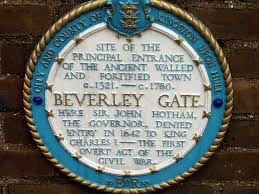 CITY AND COUNTY OF KINGSTON UPON HULL
SITE OF THE
PRINCIPAL ENTRANCE
OF THE ANCIENT WALLED
AND FORTIFIED TOWN
c.1321.—c.1780.
BEVERLEY GATE.
HERE SIR JOHN HOTHAM,
THE GOVERNOR, DENIED
ENTRY IN 1642 TO KING
CHARLES I — THE FIRST
OVERT ACT OF THE
CIVIL WAR.